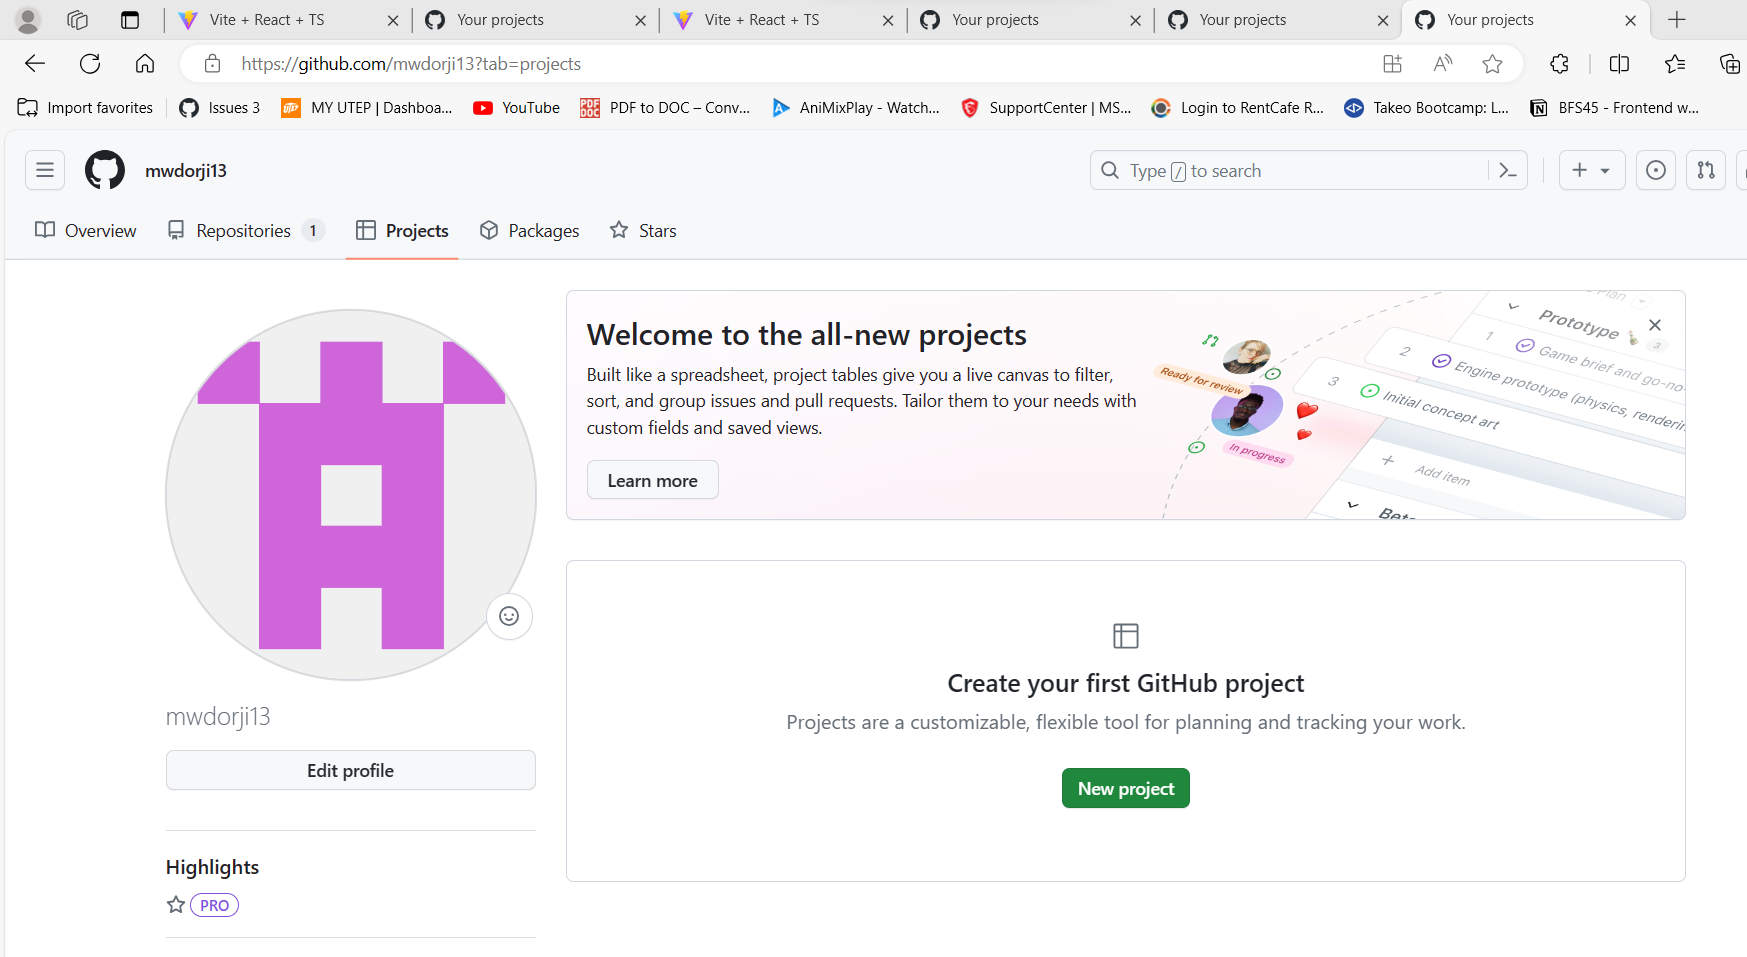 Vite + React + TS
Your projects
Vite + React + TS
Your projects
Your projects
Your projects
https://github.com/mwdorji13?tab=projects
Import favorites
Issues 3
MY UTEP | Dashboa...
YouTube
PDF to DOC – Conv...
AniMixPlay - Watch...
SupportCenter | MS...
Login to RentCafe R...
Takeo Bootcamp: L...
BFS45 - Frontend w...
mwdorji13
Type / to search
Overview
Repositories 1
Projects
Packages
Stars
Welcome to the all-new projects
Built like a spreadsheet, project tables give you a live canvas to filter,
sort, and group issues and pull requests. Tailor them to your needs with
custom fields and saved views.
Learn more
Plan
Prototype 3
1 Game brief and go-no-
2 Engine prototype (physics, renderin
3 Initial concept art
Add item
Ready for review
In progress
Create your first GitHub project
Projects are a customizable, flexible tool for planning and tracking your work.
New project
mwdorji13
Edit profile
Highlights
PRO